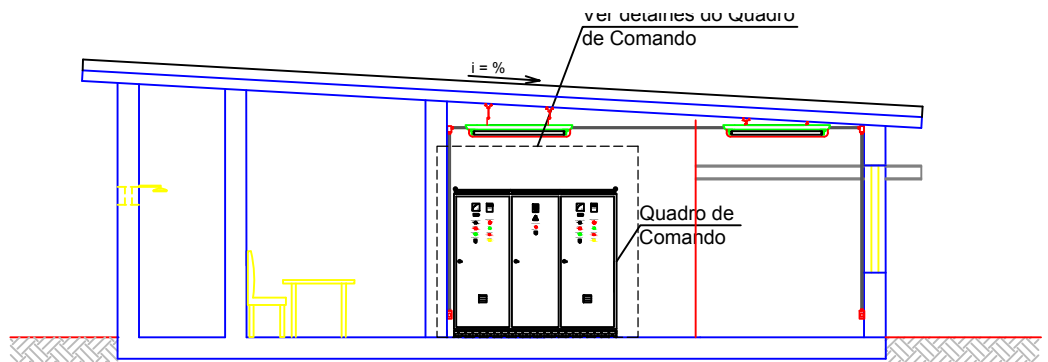 Ver detalhes do Quadro
de Comando
i = %
Quadro de
Comando